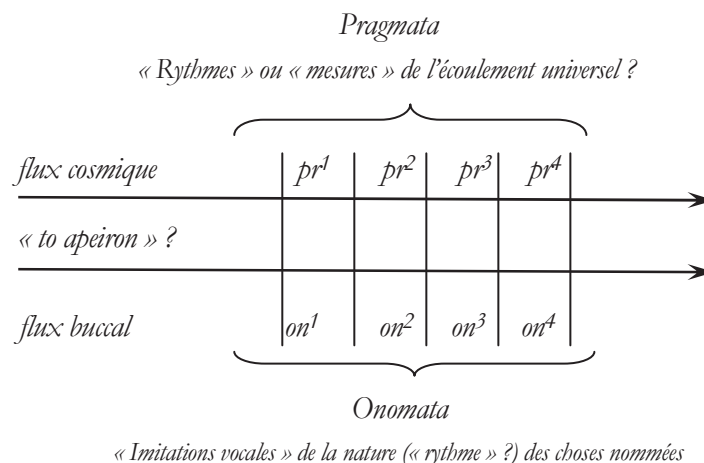 Pragmata
« Rythmes » ou « mesures » de l’écoulement universel ?
flux cosmique pr¹ pr² pr³ pr⁴
« to apeiron » ?
flux buccal on¹ on² on³ on⁴
Onomata
« Imitations vocales » de la nature (« rythme » ?) des choses nommées